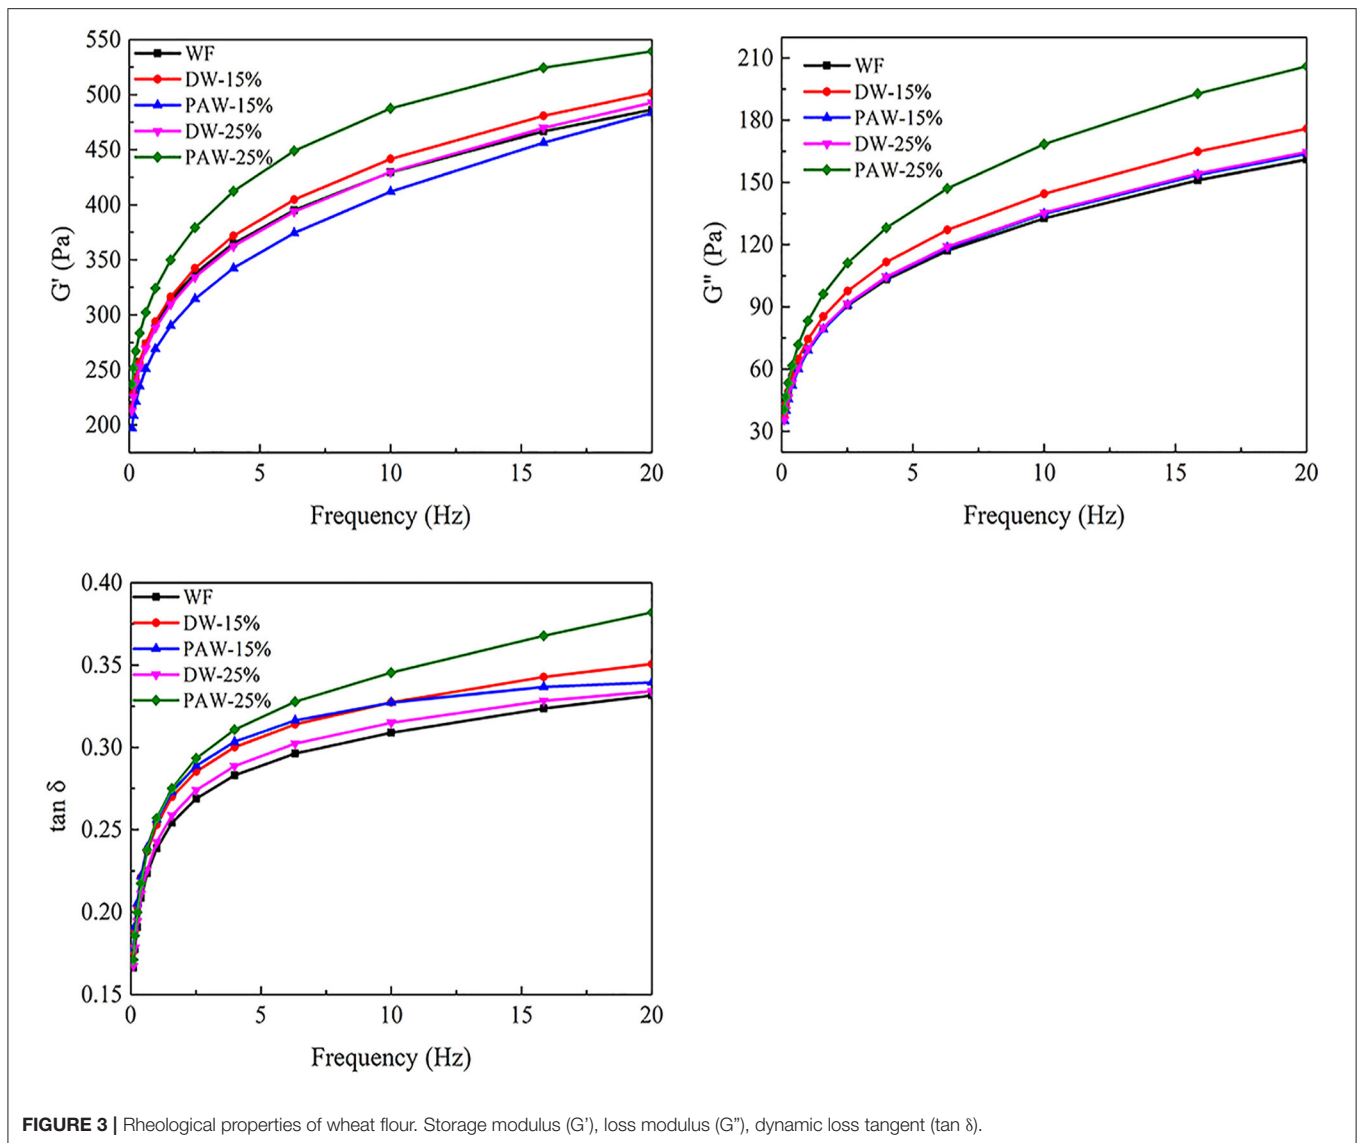 550
500
450
400
350
300
250
200
G' (Pa)
WF
DW-15%
PAW-15%
DW-25%
PAW-25%
0 5 10 15 20
Frequency (Hz)
210
180
150
120
90
60
30
G" (Pa)
WF
DW-15%
PAW-15%
DW-25%
PAW-25%
0 5 10 15 20
Frequency (Hz)
0.40
0.35
0.30
0.25
0.20
0.15
tan δ
WF
DW-15%
PAW-15%
DW-25%
PAW-25%
0 5 10 15 20
Frequency (Hz)
FIGURE 3 | Rheological properties of wheat flour. Storage modulus (G’), loss modulus (G”), dynamic loss tangent (tan δ).